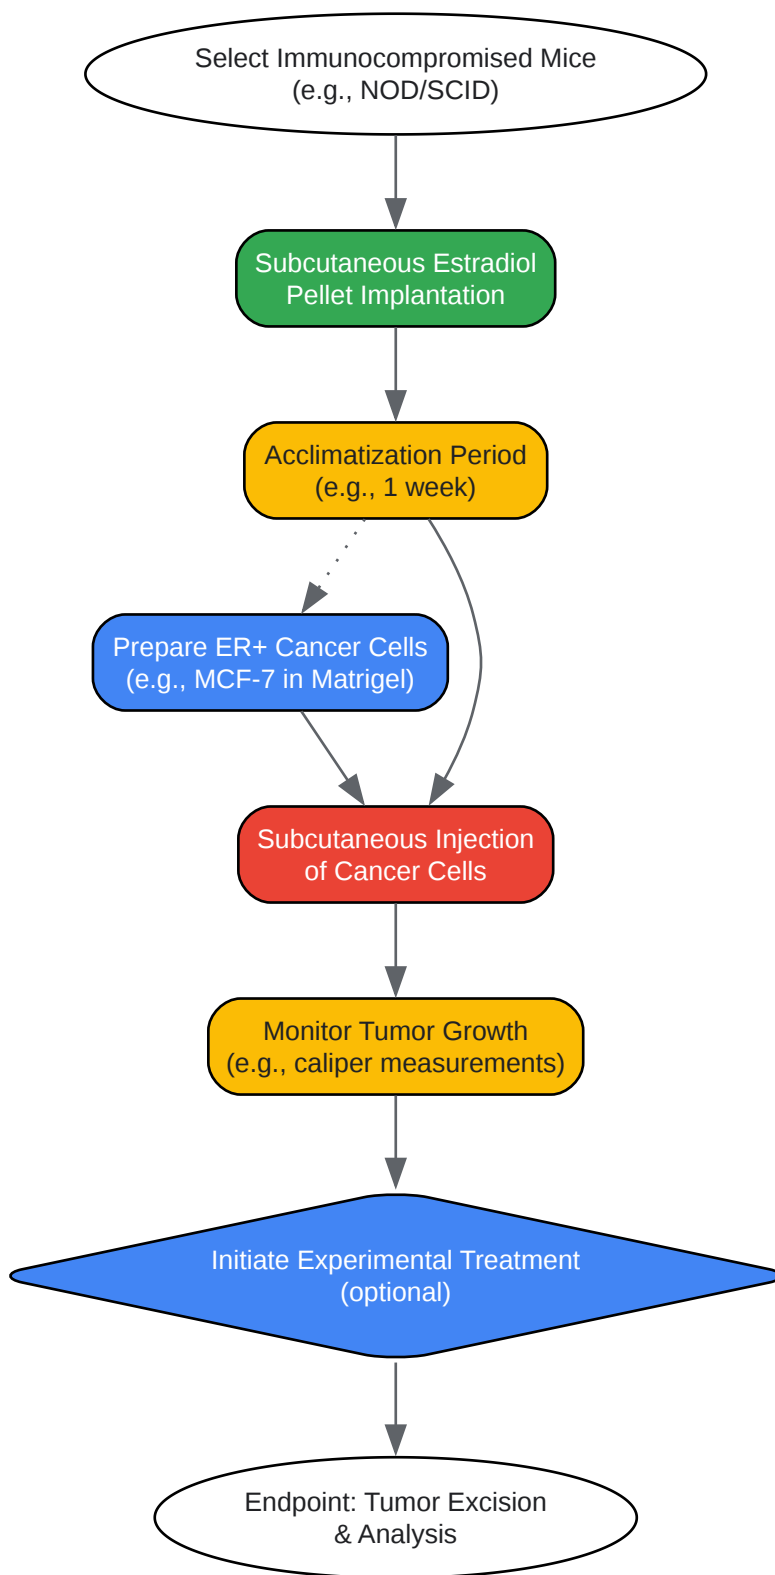 Select Immunocompromised Mice
(e.g., NOD/SCID)
Subcutaneous Estradiol
Pellet Implantation
Acclimatization Period
(e.g., 1 week)
Prepare ER+ Cancer Cells
(e.g., MCF-7 in Matrigel)
Subcutaneous Injection
of Cancer Cells
Monitor Tumor Growth
(e.g., caliper measurements)
Initiate Experimental Treatment
(optional)
Endpoint: Tumor Excision
& Analysis